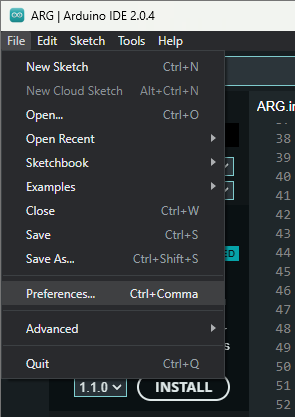 ARG | Arduino IDE 2.0.4
File Edit Sketch Tools Help
New Sketch Ctrl+N
New Cloud Sketch Alt+Ctrl+N
Open... Ctrl+O
Open Recent
Sketchbook
Examples
Close Ctrl+W
Save Ctrl+S
Save As... Ctrl+Shift+S
Preferences... Ctrl+Comma
Advanced
Quit Ctrl+Q
1.1.0 INSTALL
ARG.in
38
39
40
41
42
43
44
45
46
47
48
49
50
51
52